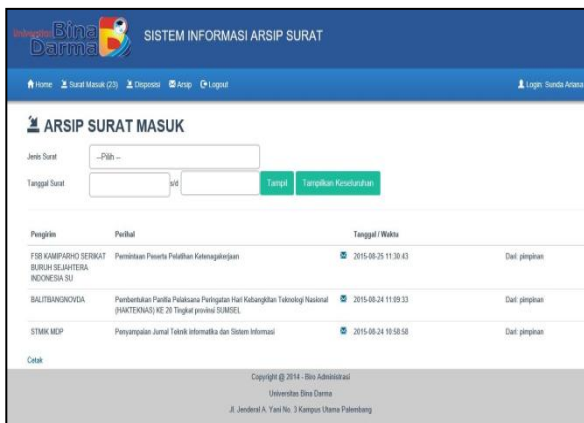 Universitas Bina Darma
SISTEM INFORMASI ARSIP SURAT
Home Surat Masuk (23) Disposisi Arsip Logout Login: Sunda Ariasa
ARSIP SURAT MASUK
Jenis Surat --Pilih --
Tanggal Surat s/d Tampil Tampilkan Keseluruhan
Pengirim Perihal Tanggal / Waktu
FSB KAMIPARHO SERIKAT BURUH SEJAHTERA INDONESIA SU Permintaan Peserta Pelatihan Ketenagakerjaan 2015-08-25 11:30:43 Dari: pimpinan
BALITBANGNOVDA Pembentukan Panitia Pelaksana Peringatan Hari Kebangkitan Teknologi Nasional (HAKTEKNAS) KE 20 Tingkat provinsi SUMSEL 2015-08-24 11:09:33 Dari: pimpinan
STMIK MDP Penyampaian Jurnal Teknik Informatika dan Sistem Informasi 2015-08-24 10:58:58 Dari: pimpinan
Cetak
Copyright @ 2014 - Biro Administrasi
Universitas Bina Darma
Jl. Jenderal A. Yani No. 3 Kampus Utama Palembang